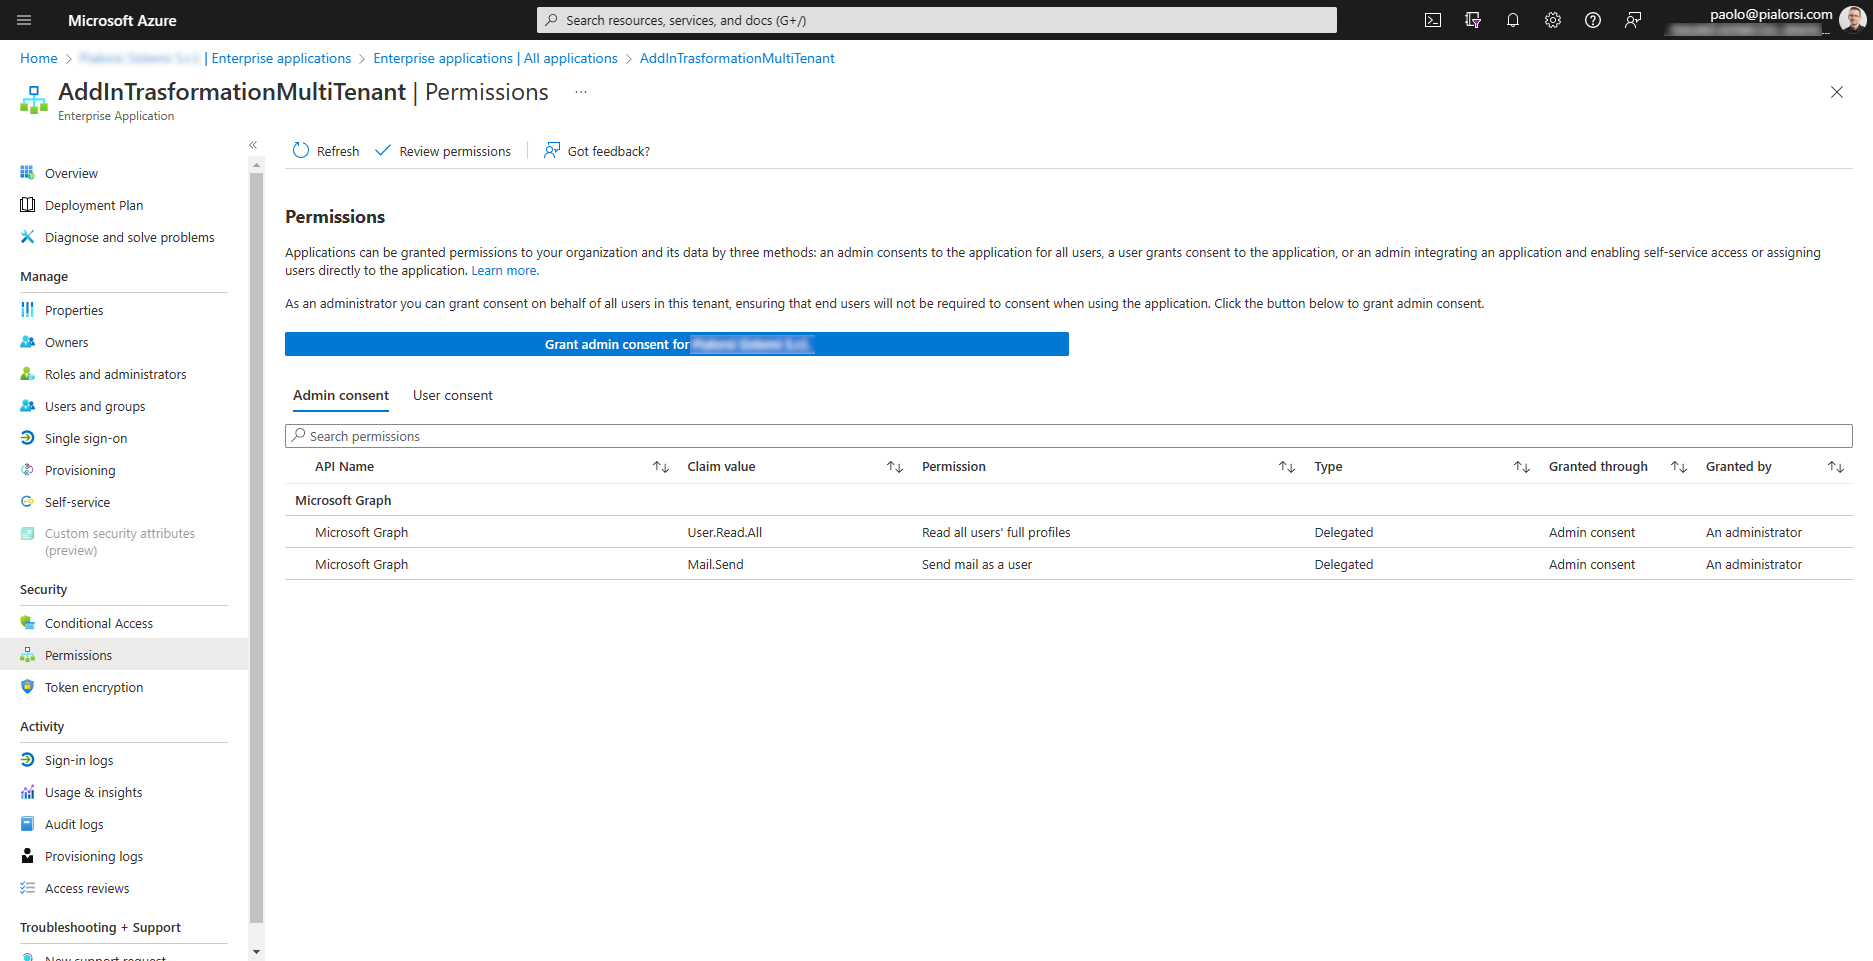 Microsoft Azure
Search resources, services, and docs (G+/)
paolo@pialorsi.com
Home > | Enterprise applications > Enterprise applications | All applications > AddInTrasformationMultiTenant
AddInTrasformationMultiTenant | Permissions ...
Enterprise Application
Overview
Deployment Plan
Diagnose and solve problems
Manage
Properties
Owners
Roles and administrators
Users and groups
Single sign-on
Provisioning
Self-service
Custom security attributes
(preview)
Security
Conditional Access
Permissions
Token encryption
Activity
Sign-in logs
Usage & insights
Audit logs
Provisioning logs
Access reviews
Troubleshooting + Support
New support request
Refresh Review permissions Got feedback?
Permissions
Applications can be granted permissions to your organization and its data by three methods: an admin consents to the application for all users, a user grants consent to the application, or an admin integrating an application and enabling self-service access or assigning
users directly to the application. Learn more.
As an administrator you can grant consent on behalf of all users in this tenant, ensuring that end users will not be required to consent when using the application. Click the button below to grant admin consent.
Grant admin consent for
Admin consent User consent
Search permissions
API Name Claim value Permission Type Granted through Granted by
Microsoft Graph
Microsoft Graph User.Read.All Read all users' full profiles Delegated Admin consent An administrator
Microsoft Graph Mail.Send Send mail as a user Delegated Admin consent An administrator